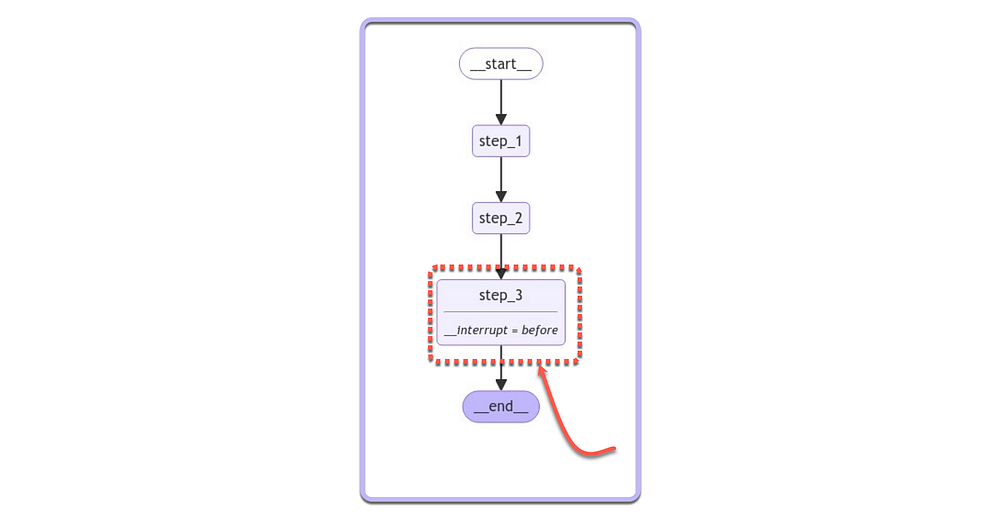 __start__
step_1
step_2
step_3
__interrupt = before
__end__